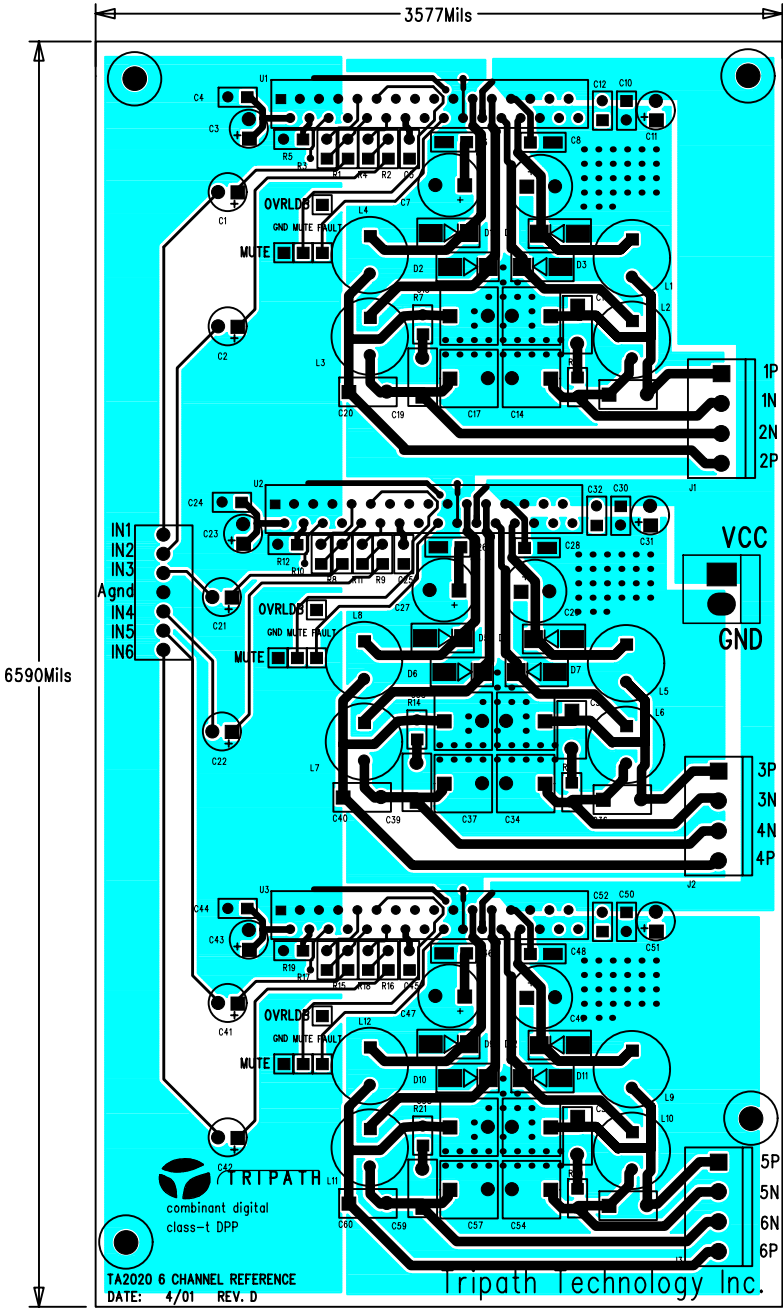 3577Mils
C4
U1
C12 C10
C3
C11
R5
R3
C8
R1 R4 R2 C6
C1
OVRLDB
C7
GND MUTE FAULT
L4
MUTE
D2
D3
L1
R7
L2
C2
L3
1P
1N
2N
2P
C20
C19
C17
C14
J1
U2
C24
C32
C30
C23
C31
IN1
IN2
IN3
Agnd
IN4
IN5
IN6
R12
R10
C28
R8 R11 R9 C25
VCC
GND
C21
OVRLDB
C27
GND MUTE FAULT
L8
MUTE
D6
D7
L5
6590Mils
R14
L6
C22
L7
3P
3N
4N
4P
C40
C39
C37
C34
J2
U3
C44
C52 C50
C43
C51
R19
R17
C48
R15 R18 R16 C45
C41
OVRLDB
C47
GND MUTE FAULT
L12
MUTE
D10
D11
L9
R21
L10
C42
L11
5P
5N
6N
6P
C60
C59
C57
C54
TRIPATH
combinant digital
class-t DPP
TA2020 6 CHANNEL REFERENCE
DATE: 4/01 REV. D
Tripath Technology Inc.